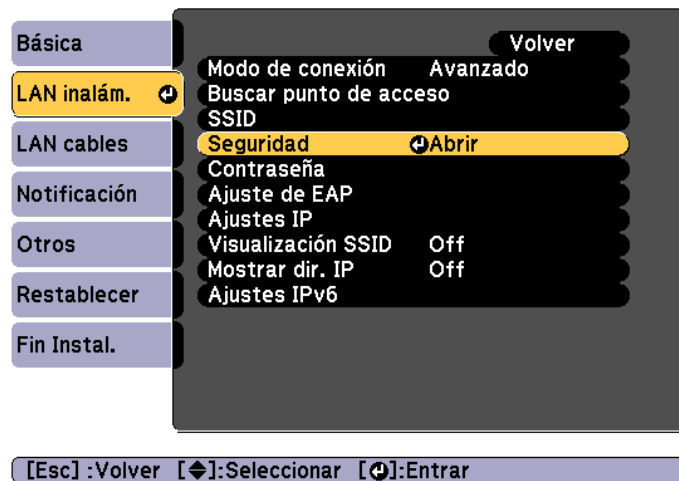 Básica
LAN inalám.
LAN cables
Notificación
Otros
Restablecer
Fin Instal.
Volver
Modo de conexión Avanzado
Buscar punto de acceso
SSID
Seguridad Abrir
Contraseña
Ajuste de EAP
Ajustes IP
Visualización SSID Off
Mostrar dir. IP Off
Ajustes IPv6
[Esc] :Volver [◆]:Seleccionar [⏎]:Entrar